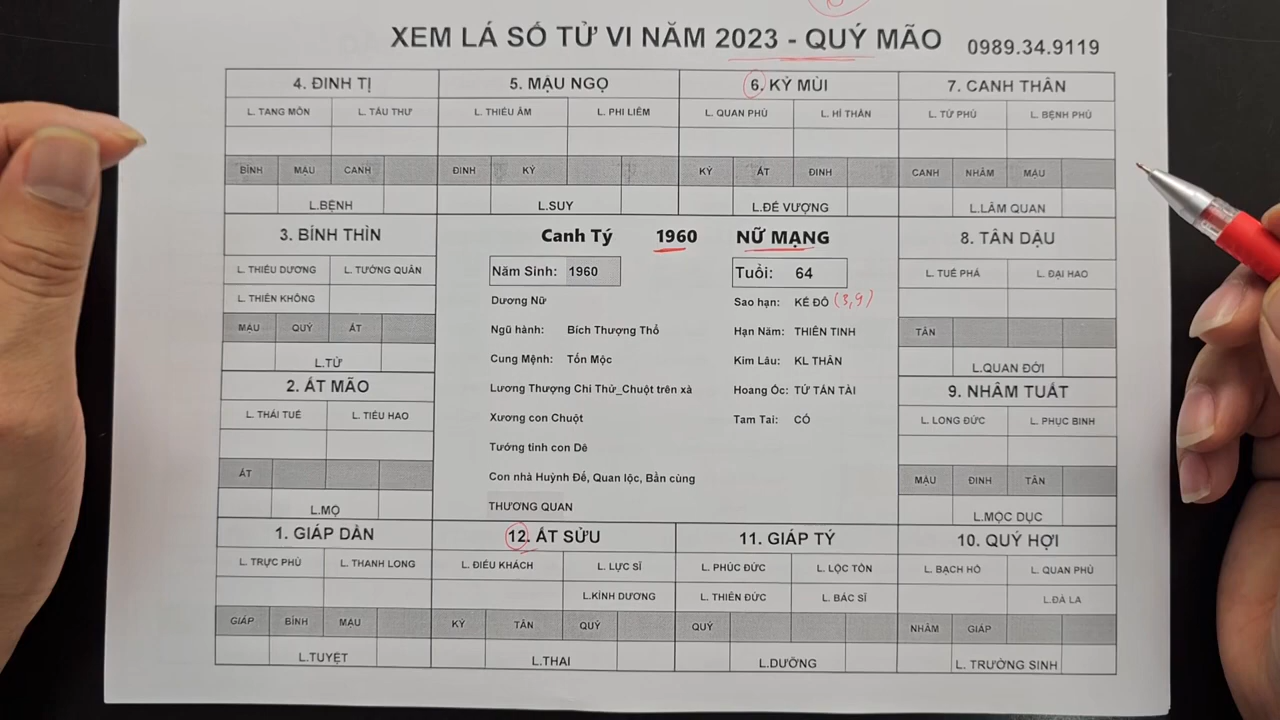 XEM LÁ SỐ TỬ VI NĂM 2023 - QUÝ MÃO 0989.34.9119
4. ĐINH TỊ
L. TANG MÔN L. TẤU THƯ
BÍNH MẬU CANH
L.BỆNH
5. MẬU NGỌ
L. THIẾU ÂM L. PHI LIÊM
ĐINH KỶ
L.SUY
6. KỶ MÙI
L. QUAN PHÙ L. HỈ THẦN
KỶ ẤT ĐINH
L.ĐẾ VƯỢNG
7. CANH THÂN
L. TỬ PHÙ L. BỆNH PHÙ
CANH NHÂM MẬU
L.LÂM QUAN
3. BÍNH THÌN
L. THIẾU DƯƠNG L. TƯỚNG QUÂN
L. THIÊN KHÔNG
MẬU QUÝ ẤT
L.TỬ
2. ẤT MÃO
L. THÁI TUẾ L. TIỂU HAO
ẤT
L.MỘ
Canh Tý 1960 NỮ MẠNG
Năm Sinh: 1960 Tuổi: 64
Dương Nữ Sao hạn: KẾ ĐÔ (3,9)
Ngũ hành: Bích Thượng Thổ Hạn Năm: THIÊN TINH
Cung Mệnh: Tốn Mộc Kim Lâu: KL THÂN
Lương Thượng Chi Thử_Chuột trên xà Hoang Ốc: TỨ TẤN TÀI
Xương con Chuột Tam Tai: CÓ
Tướng tinh con Dê
Con nhà Huỳnh Đế, Quan lộc, Bần cùng
THƯƠNG QUAN
8. TÂN DẬU
L. TUẾ PHÁ L. ĐẠI HAO
TÂN
L.QUAN ĐỚI
9. NHÂM TUẤT
L. LONG ĐỨC L. PHỤC BINH
MẬU ĐINH TÂN
L.MỘC DỤC
1. GIÁP DẦN
L. TRỰC PHÙ L. THANH LONG
GIÁP BÍNH MẬU
L.TUYỆT
12. ẤT SỬU
L. ĐIẾU KHÁCH L. LỰC SĨ
L.KÌNH DƯƠNG
KỶ TÂN QUÝ
L.THAI
11. GIÁP TÝ
L. PHÚC ĐỨC L. LỘC TỒN
L. THIÊN ĐỨC L. BÁC SĨ
QUÝ
L.DƯỠNG
10. QUÝ HỢI
L. BẠCH HỔ L. QUAN PHỦ
L.ĐÀ LA
NHÂM GIÁP
L. TRƯỜNG SINH